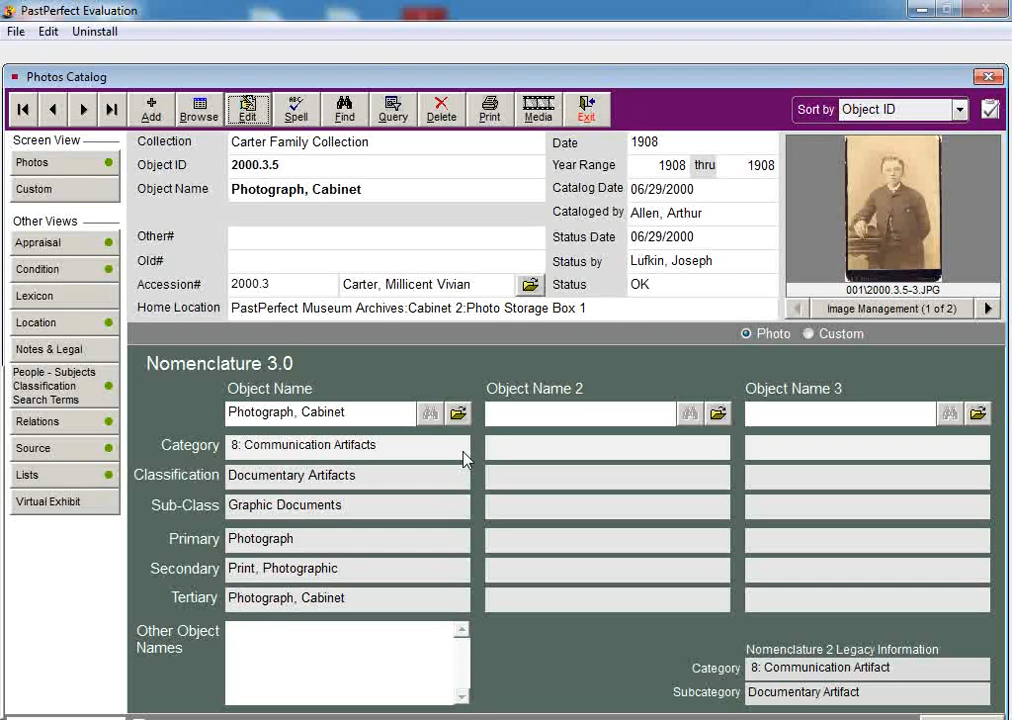 PastPerfect Evaluation
File Edit Uninstall
Photos Catalog
Add Browse Edit Spell Find Query Delete Print Media Exit Sort by Object ID
Screen View
Photos
Custom
Other Views
Appraisal
Condition
Lexicon
Location
Notes & Legal
People - Subjects
Classification
Search Terms
Relations
Source
Lists
Virtual Exhibit
Collection Carter Family Collection
Object ID 2000.3.5
Object Name Photograph, Cabinet
Other#
Old#
Accession# 2000.3 Carter, Millicent Vivian
Home Location PastPerfect Museum Archives:Cabinet 2:Photo Storage Box 1
Date 1908
Year Range 1908 thru 1908
Catalog Date 06/29/2000
Cataloged by Allen, Arthur
Status Date 06/29/2000
Status by Lufkin, Joseph
Status OK
001\2000.3.5-3.JPG
Image Management (1 of 2)
Photo Custom
Nomenclature 3.0
Object Name Object Name 2 Object Name 3
Photograph, Cabinet
Category 8: Communication Artifacts
Classification Documentary Artifacts
Sub-Class Graphic Documents
Primary Photograph
Secondary Print, Photographic
Tertiary Photograph, Cabinet
Other Object
Names
Nomenclature 2 Legacy Information
Category 8: Communication Artifact
Subcategory Documentary Artifact